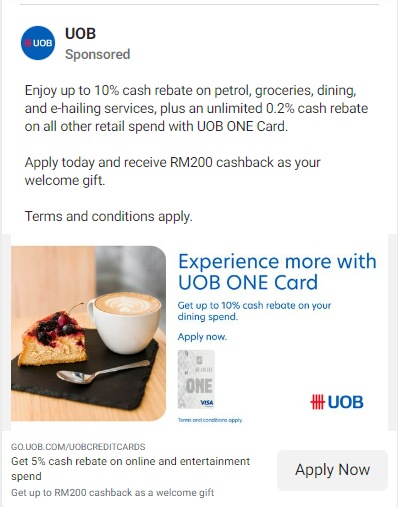 UOB
UOB
Sponsored
Enjoy up to 10% cash rebate on petrol, groceries, dining,
and e-hailing services, plus an unlimited 0.2% cash rebate
on all other retail spend with UOB ONE Card.
Apply today and receive RM200 cashback as your
welcome gift.
Terms and conditions apply.
Experience more with
UOB ONE Card
Get up to 10% cash rebate on your
dining spend.
Apply now.
ONE
VISA
UOB
Terms and conditions apply
GO.UOB.COM/UOBCREDITCARDS
Get 5% cash rebate on online and entertainment
spend
Get up to RM200 cashback as a welcome gift
Apply Now